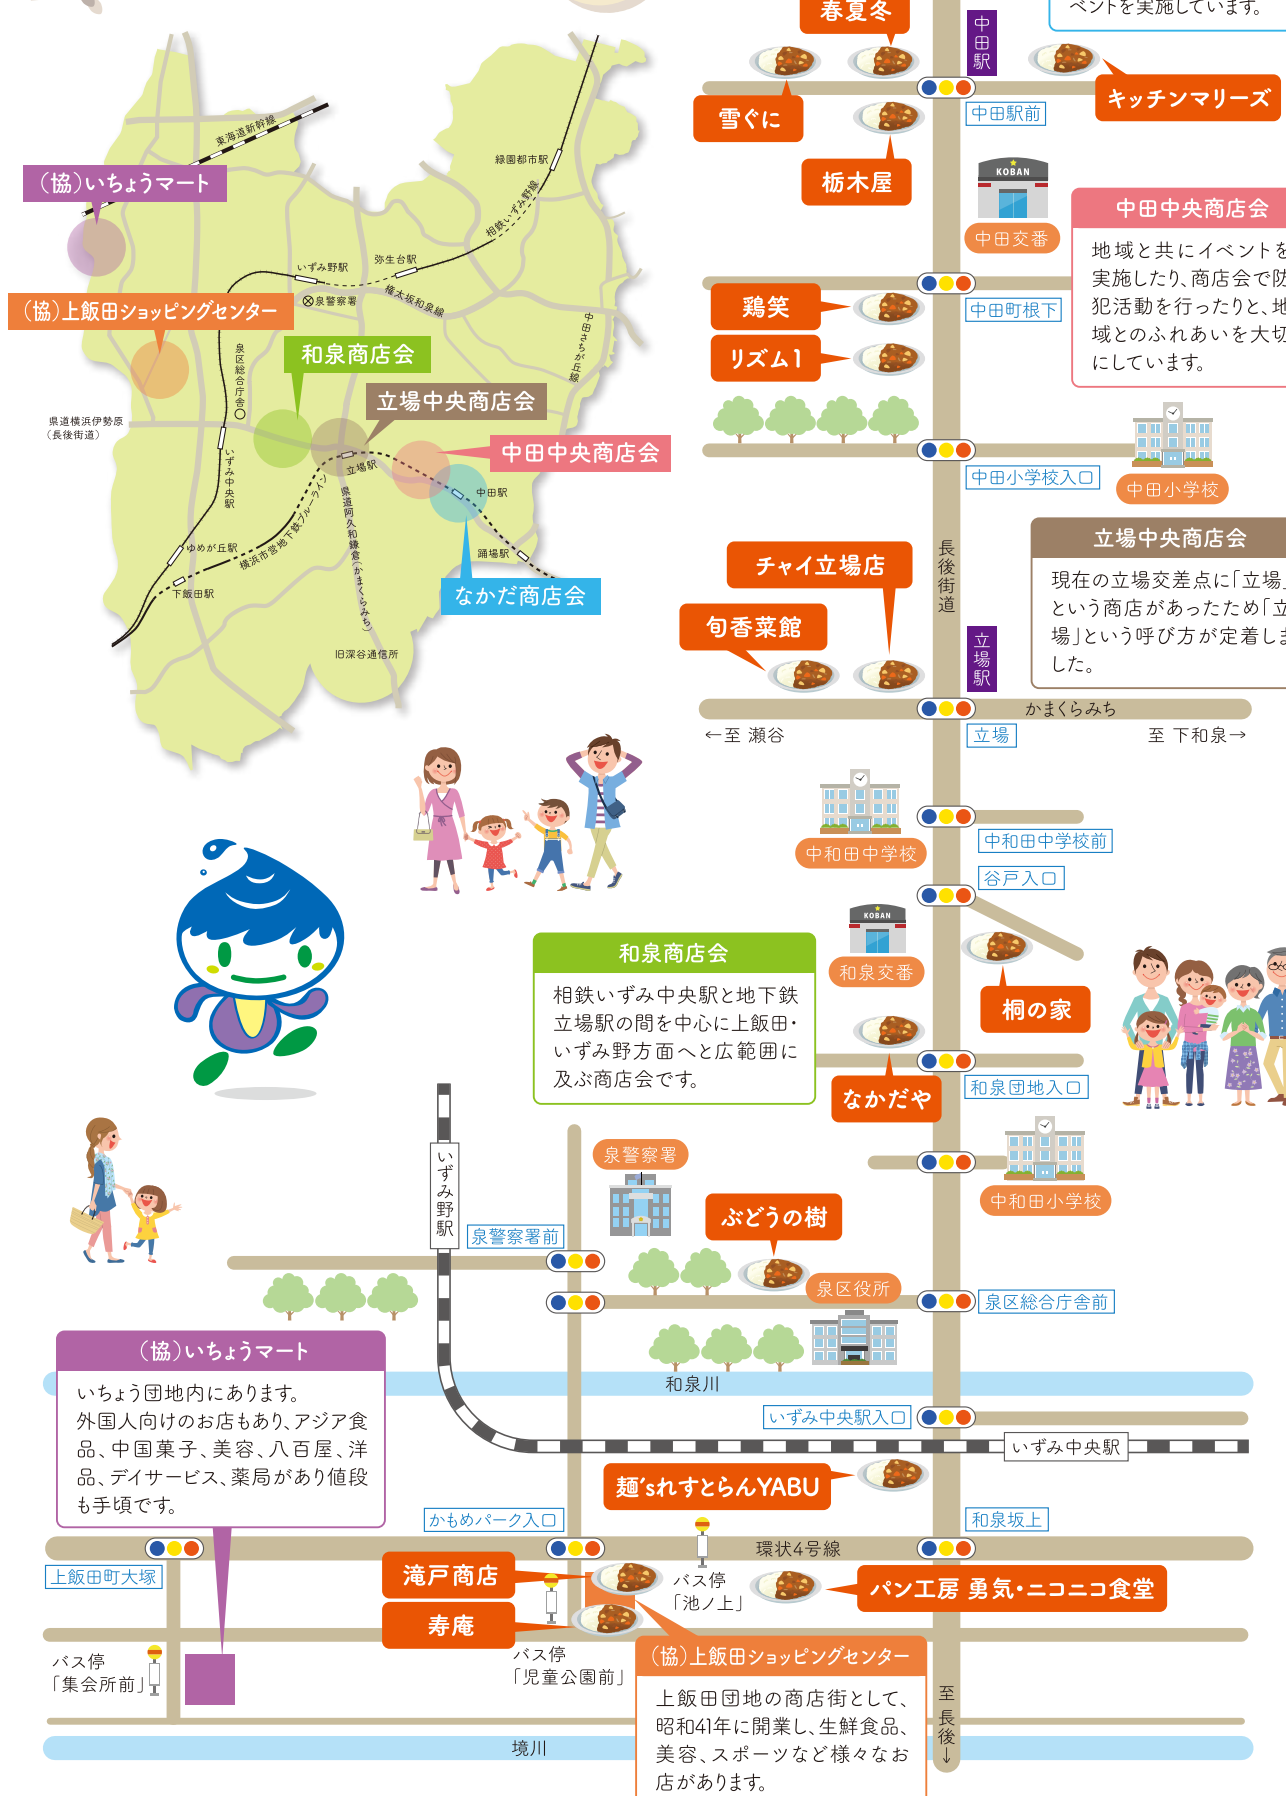 東海道新幹線
緑園都市駅
相鉄いずみ野線
(協)いちょうマート
弥生台駅
いずみ野駅
泉警察署
権太坂和泉線
(協)上飯田ショッピングセンター
中田さちが丘線
泉区総合庁舎
和泉商店会
立場中央商店会
県道横浜伊勢原
(長後街道)
中田中央商店会
いずみ中央駅
立場駅
中田駅
県道阿久和鎌倉(かまくらみち)
横浜市営地下鉄ブルーライン
ゆめが丘駅
踊場駅
下飯田駅
なかだ商店会
旧深谷通信所
春夏冬
中田駅
ベントを実施しています。
キッチンマリーズ
雪ぐに
中田駅前
栃木屋
KOBAN
中田交番
中田中央商店会
地域と共にイベントを
実施したり、商店会で防
犯活動を行ったりと、地
域とのふれあいを大切
にしています。
鶏笑
中田町根下
リズム1
中田小学校入口
中田小学校
長後街道
立場中央商店会
現在の立場交差点に「立場」
という商店があったため「立
場」という呼び方が定着しま
した。
チャイ立場店
旬香菜館
立場駅
かまくらみち
←至 瀬谷
立場
至 下和泉→
中和田中学校前
中和田中学校
谷戸入口
KOBAN
和泉交番
桐の家
和泉商店会
相鉄いずみ中央駅と地下鉄
立場駅の間を中心に上飯田・
いずみ野方面へと広範囲に
及ぶ商店会です。
なかだや
和泉団地入口
いずみ野駅
泉警察署
中和田小学校
泉警察署前
ぶどうの樹
泉区役所
泉区総合庁舎前
和泉川
(協)いちょうマート
いちょう団地内にあります。
外国人向けのお店もあり、アジア食
品、中国菓子、美容、八百屋、洋
品、デイサービス、薬局があり値段
も手頃です。
いずみ中央駅入口
いずみ中央駅
麺'sれすとらんYABU
かもめパーク入口
和泉坂上
環状4号線
上飯田町大塚
滝戸商店
バス停
「池ノ上」
パン工房 勇気・ニコニコ食堂
寿庵
バス停
「集会所前」
バス停
「児童公園前」
(協)上飯田ショッピングセンター
上飯田団地の商店街として、
昭和41年に開業し、生鮮食品、
美容、スポーツなど様々なお
店があります。
至 長後→
境川